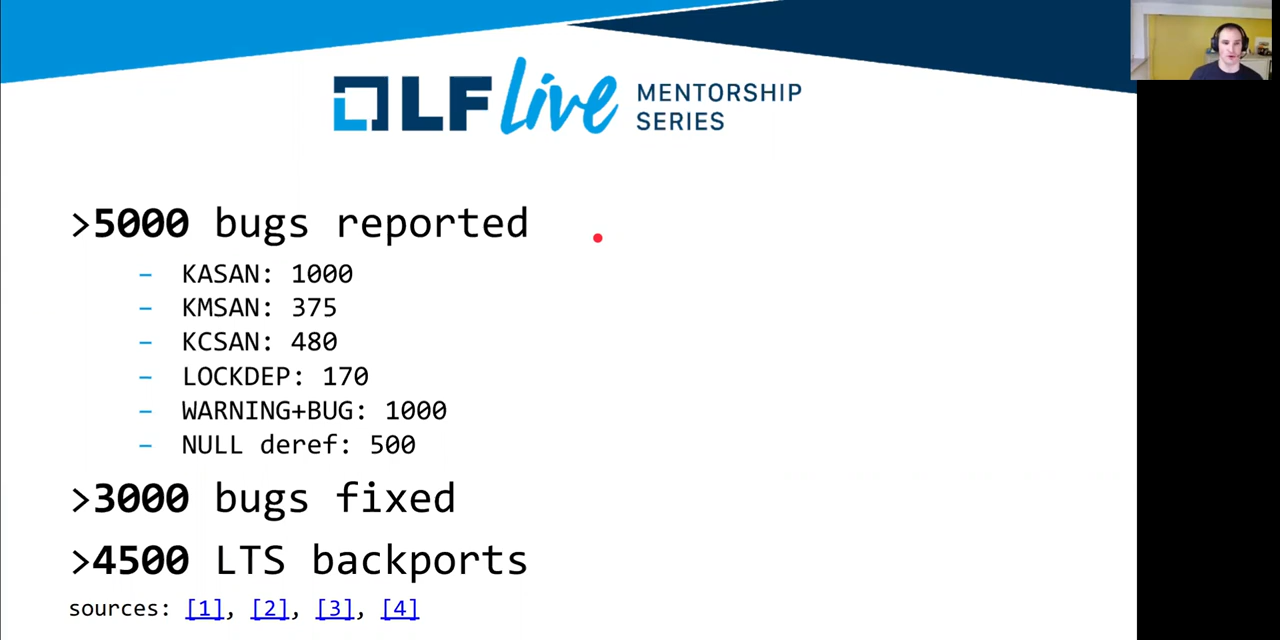 LF Live MENTORSHIP
SERIES
>5000 bugs reported
– KASAN: 1000
– KMSAN: 375
– KCSAN: 480
– LOCKDEP: 170
– WARNING+BUG: 1000
– NULL deref: 500
>3000 bugs fixed
>4500 LTS backports
sources: [1], [2], [3], [4]